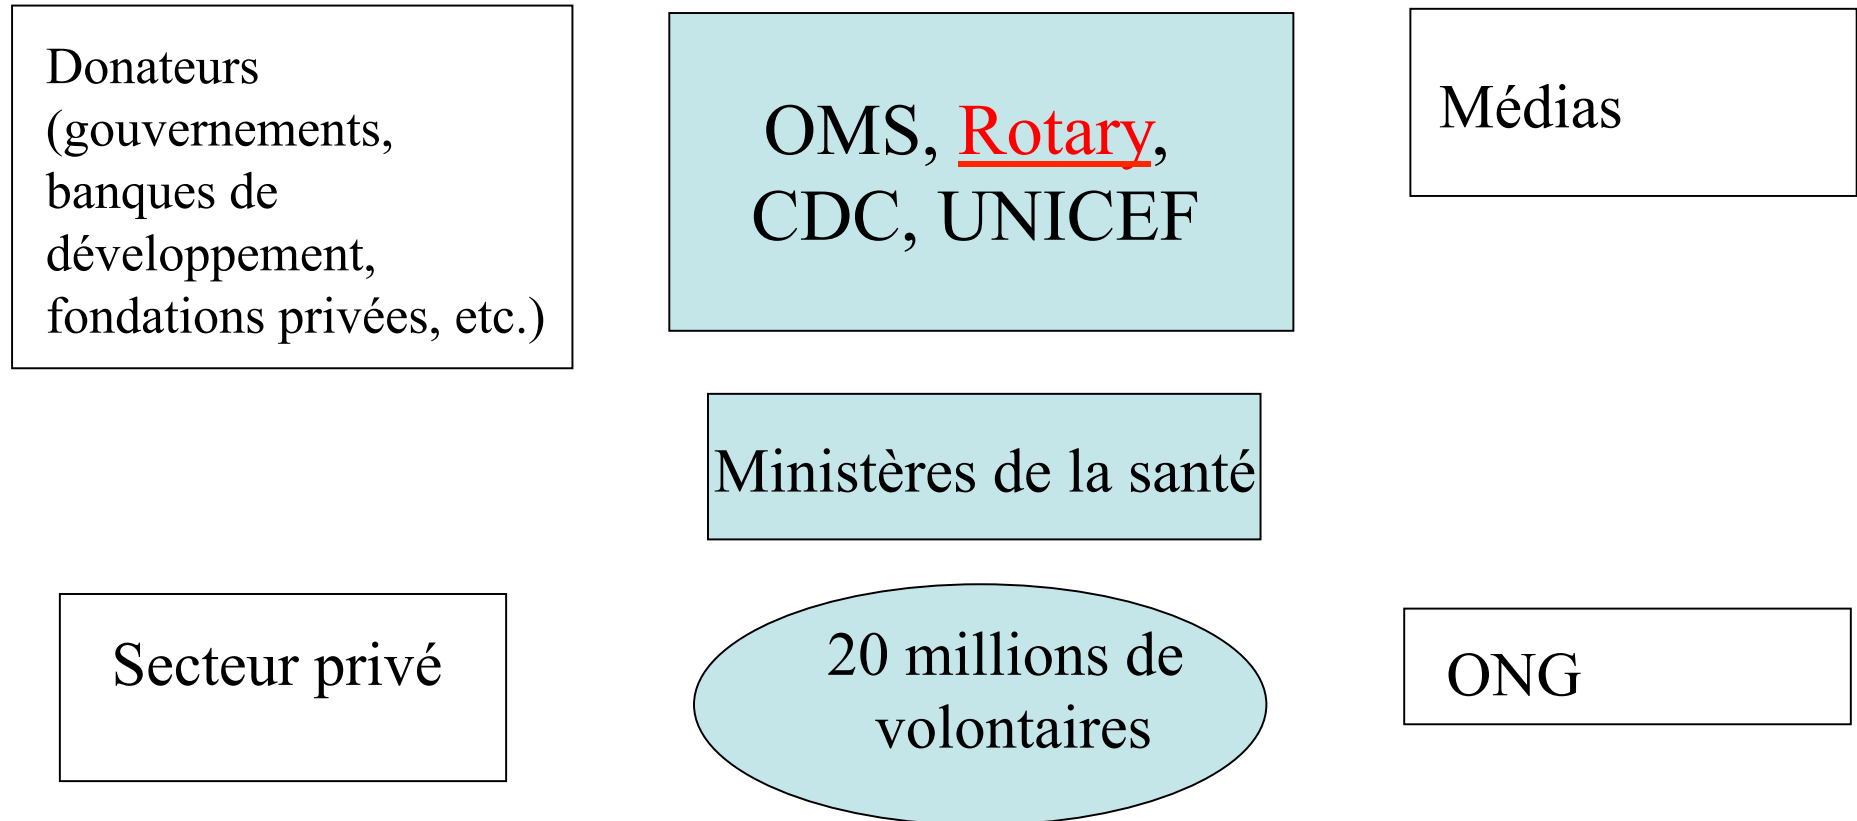 Donateurs
(gouvernements,
banques de
développement,
fondations privées, etc.)
OMS, Rotary,
CDC, UNICEF
Médias
Ministères de la santé
Secteur privé
20 millions de
volontaires
ONG